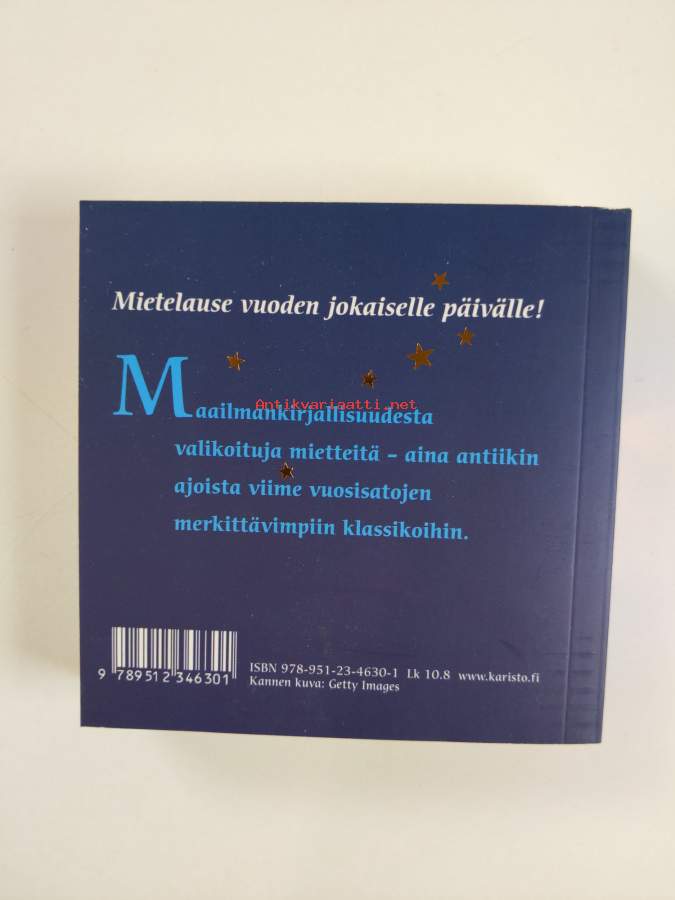 Mietelause vuoden jokaiselle päivälle!
Maailmankirjallisuudesta
Antikvariaatti.net
valikoituja mietteitä – aina antiikin
ajoista viime vuosisatojen
merkittävimpiin klassikoihin.
ISBN 978-951-23-4630-1 Lk 10.8 www.karisto.fi
Kannen kuva: Getty Images
9 789512 346301